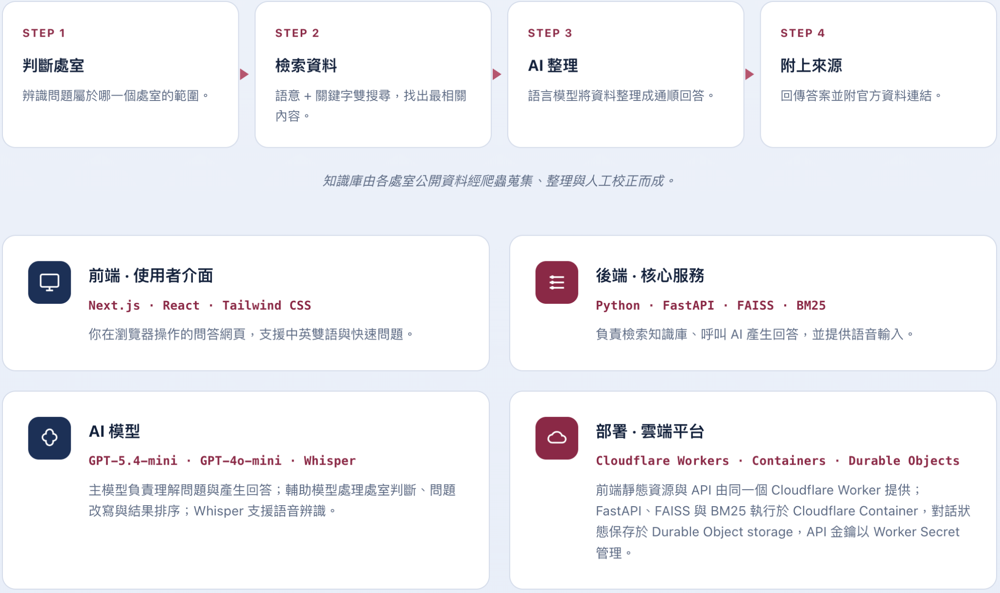 STEP 1
判斷處室
辨識問題屬於哪一個處室的範圍。
STEP 2
檢索資料
語意 + 關鍵字雙搜尋，找出最相關
內容。
STEP 3
AI 整理
語言模型將資料整理成通順回答。
STEP 4
附上來源
回傳答案並附官方資料連結。
知識庫由各處室公開資料經爬蟲蒐集、整理與人工校正而成。
前端 · 使用者介面
Next.js · React · Tailwind CSS
你在瀏覽器操作的問答網頁，支援中英雙語與快速問題。
後端 · 核心服務
Python · FastAPI · FAISS · BM25
負責檢索知識庫、呼叫 AI 產生回答，並提供語音輸入。
AI 模型
GPT-5.4-mini · GPT-4o-mini · Whisper
主模型負責理解問題與產生回答；輔助模型處理處室判斷、問題
改寫與結果排序；Whisper 支援語音辨識。
部署 · 雲端平台
Cloudflare Workers · Containers · Durable Objects
前端靜態資源與 API 由同一個 Cloudflare Worker 提供；
FastAPI、FAISS 與 BM25 執行於 Cloudflare Container，對話狀
態保存於 Durable Object storage，API 金鑰以 Worker Secret
管理。